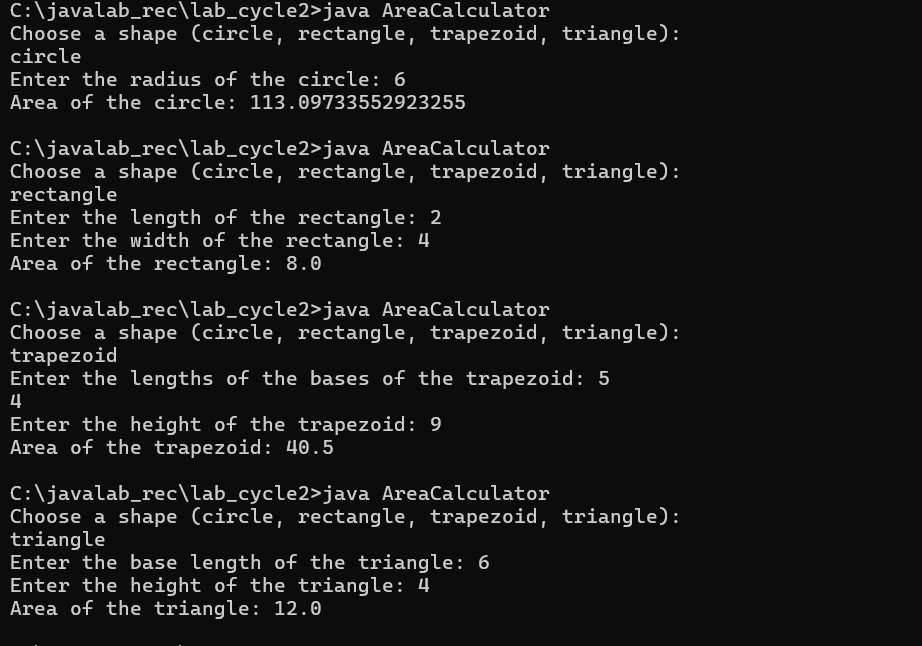 C:\javalab_rec\lab_cycle2>java AreaCalculator
Choose a shape (circle, rectangle, trapezoid, triangle):
circle
Enter the radius of the circle: 6
Area of the circle: 113.09733552923255
C:\javalab_rec\lab_cycle2>java AreaCalculator
Choose a shape (circle, rectangle, trapezoid, triangle):
rectangle
Enter the length of the rectangle: 2
Enter the width of the rectangle: 4
Area of the rectangle: 8.0
C:\javalab_rec\lab_cycle2>java AreaCalculator
Choose a shape (circle, rectangle, trapezoid, triangle):
trapezoid
Enter the lengths of the bases of the trapezoid: 5
4
Enter the height of the trapezoid: 9
Area of the trapezoid: 40.5
C:\javalab_rec\lab_cycle2>java AreaCalculator
Choose a shape (circle, rectangle, trapezoid, triangle):
triangle
Enter the base length of the triangle: 6
Enter the height of the triangle: 4
Area of the triangle: 12.0